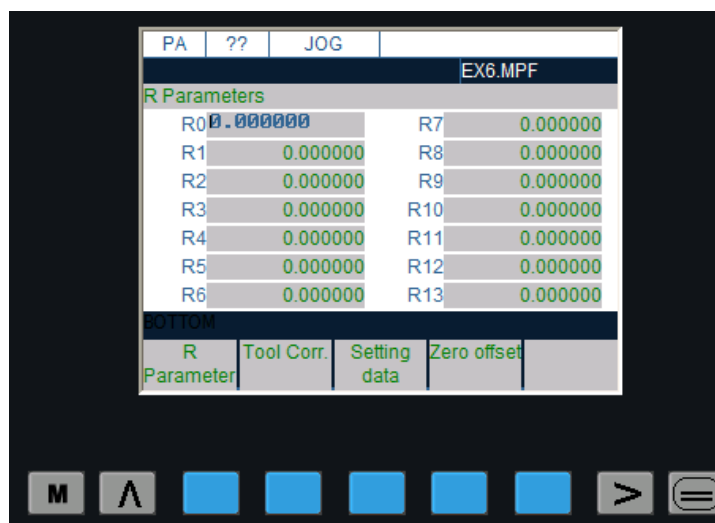 PA ?? JOG
EX6.MPF
R Parameters
R0 0.000000 R7 0.000000
R1 0.000000 R8 0.000000
R2 0.000000 R9 0.000000
R3 0.000000 R10 0.000000
R4 0.000000 R11 0.000000
R5 0.000000 R12 0.000000
R6 0.000000 R13 0.000000
BOTTOM
R Parameter Tool Corr. Setting data Zero offset
M Λ >